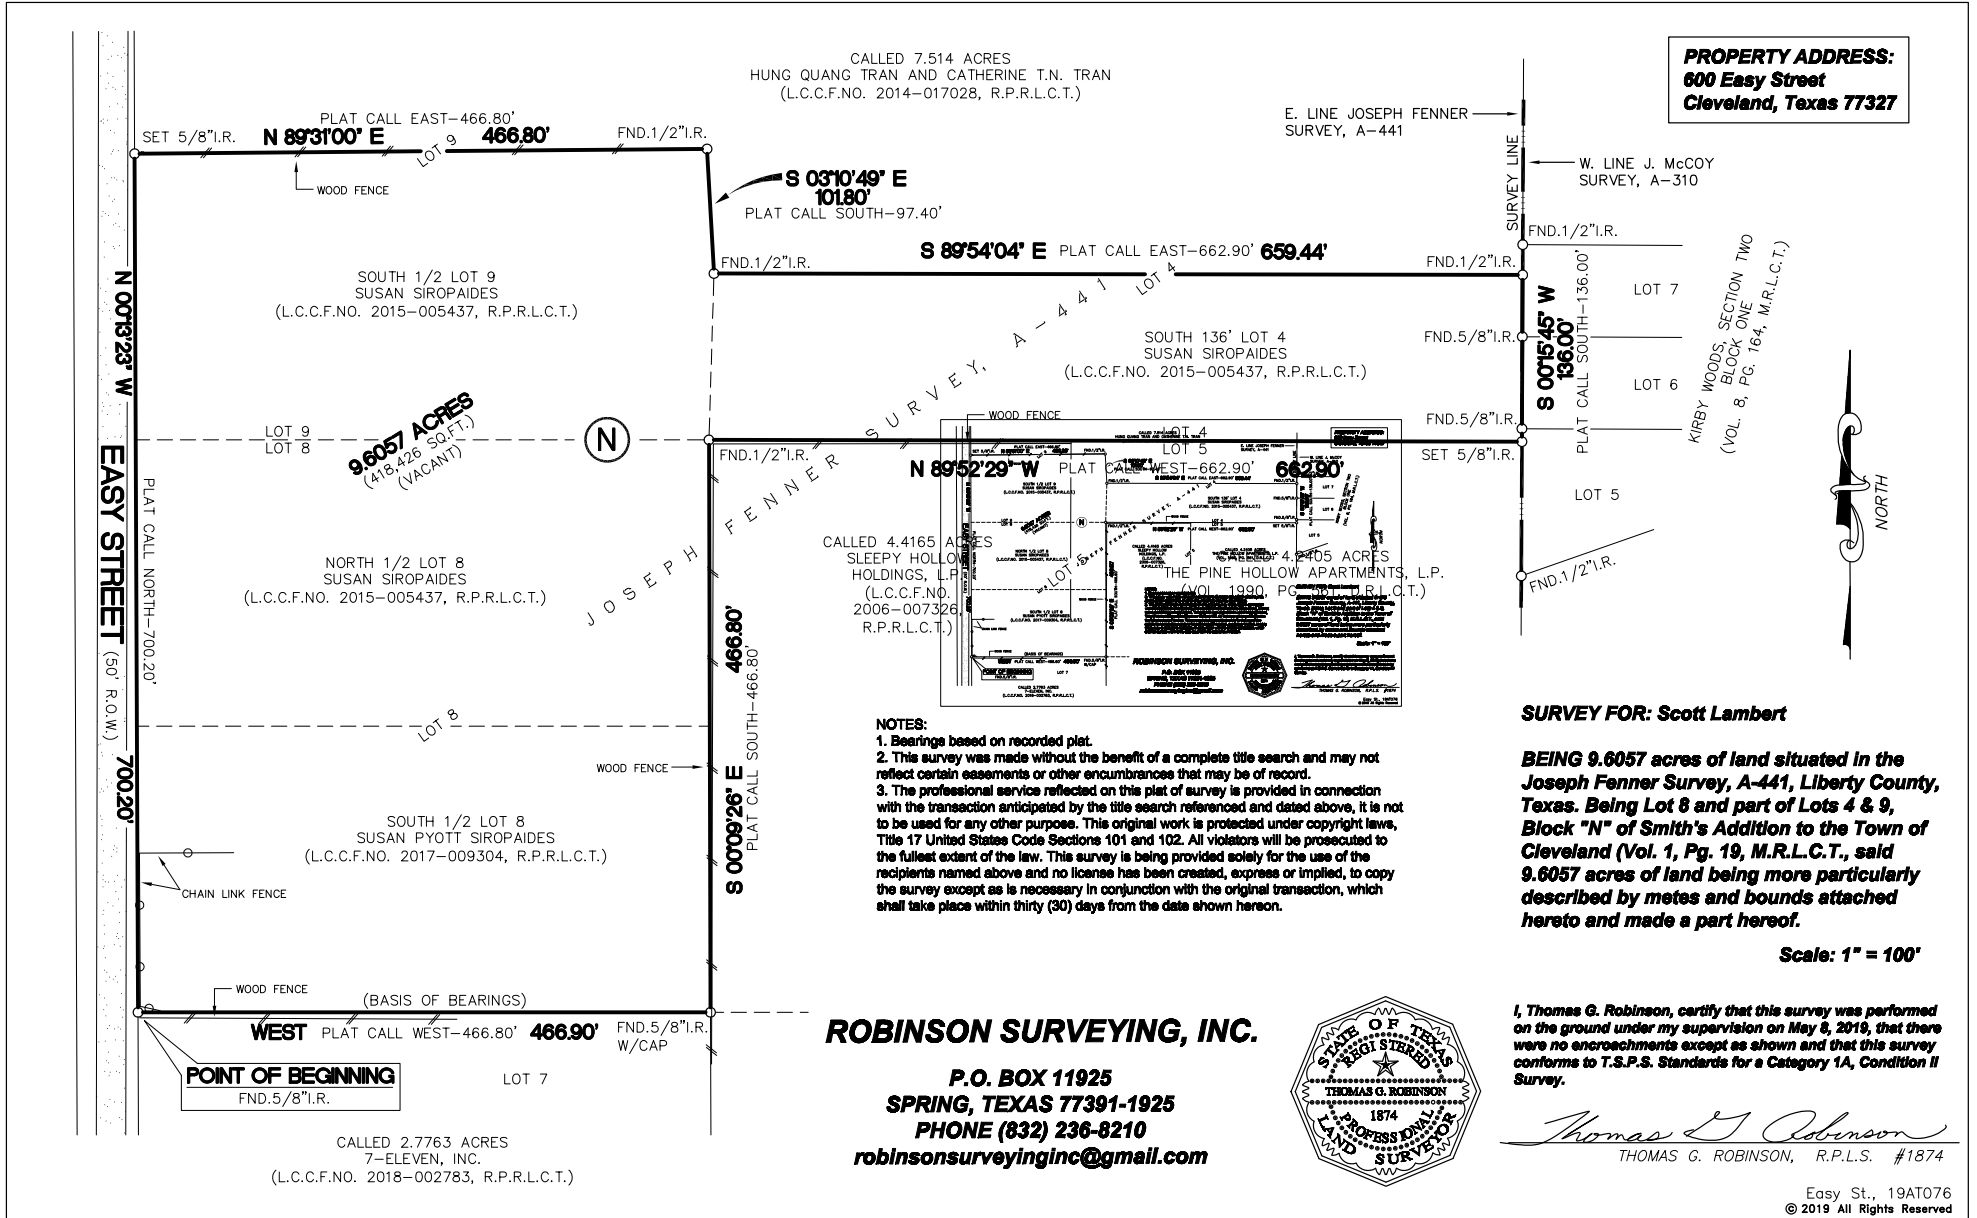 CALLED 7.514 ACRES
HUNG QUANG TRAN AND CATHERINE T.N. TRAN
(L.C.C.F.NO. 2014-017028, R.P.R.L.C.T.)
PROPERTY ADDRESS:
600 Easy Street
Cleveland, Texas 77327
PLAT CALL EAST-466.80'
SET 5/8"I.R.
N 89°31'00" E
466.80'
FND.1/2"I.R.
LOT 9
WOOD FENCE
S 03°10'49" E
101.80'
PLAT CALL SOUTH-97.40'
E. LINE JOSEPH FENNER
SURVEY, A-441
SURVEY LINE
W. LINE J. McCOY
SURVEY, A-310
FND.1/2"I.R.
S 89°54'04" E PLAT CALL EAST-662.90' 659.44'
FND.1/2"I.R.
FND.1/2"I.R.
LOT 4
SOUTH 1/2 LOT 9
SUSAN SIROPAIDES
(L.C.C.F.NO. 2015-005437, R.P.R.L.C.T.)
N 00°13'23" W
SOUTH 136' LOT 4
SUSAN SIROPAIDES
(L.C.C.F.NO. 2015-005437, R.P.R.L.C.T.)
FND.5/8"I.R.
S 00°15'45" W
136.00'
PLAT CALL SOUTH-136.00'
LOT 7
LOT 6
KIRBY WOODS, SECTION TWO
BLOCK ONE
(VOL. 8, PG. 164, M.R.L.C.T.)
JOSEPH FENNER SURVEY, A-441
LOT 9
LOT 8
9.6057 ACRES
(418,426 SQ.FT.)
(VACANT)
N
WOOD FENCE
FND.5/8"I.R.
LOT 4
LOT 5
FND.1/2"I.R.
SET 5/8"I.R.
N 89°52'29" W PLAT CALL WEST-662.90' 662.90'
LOT 5
NORTH
EASY STREET (50' R.O.W.)
PLAT CALL NORTH-700.20'
700.20'
NORTH 1/2 LOT 8
SUSAN SIROPAIDES
(L.C.C.F.NO. 2015-005437, R.P.R.L.C.T.)
CALLED 4.4165 ACRES
SLEEPY HOLLOW
HOLDINGS, L.P.
(L.C.C.F.NO.
2006-007326,
R.P.R.L.C.T.)
LOT 5
CALLED 4.2405 ACRES
THE PINE HOLLOW APARTMENTS, L.P.
(VOL. 1990, PG. 561, D.R.L.C.T.)
FND.1/2"I.R.
466.80'
PLAT CALL SOUTH-466.80'
S 00°09'26" E
LOT 8
WOOD FENCE
SOUTH 1/2 LOT 8
SUSAN PYOTT SIROPAIDES
(L.C.C.F.NO. 2017-009304, R.P.R.L.C.T.)
CHAIN LINK FENCE
ROBINSON SURVEYING, INC.
NOTES:
1. Bearings based on recorded plat.
2. This survey was made without the benefit of a complete title search and may not
reflect certain easements or other encumbrances that may be of record.
3. The professional service reflected on this plat of survey is provided in connection
with the transaction anticipated by the title search referenced and dated above, it is not
to be used for any other purpose. This original work is protected under copyright laws,
Title 17 United States Code Sections 101 and 102. All violators will be prosecuted to
the fullest extent of the law. This survey is being provided solely for the use of the
recipients named above and no license has been created, express or implied, to copy
the survey except as is necessary in conjunction with the original transaction, which
shall take place within thirty (30) days from the date shown hereon.
SURVEY FOR: Scott Lambert
BEING 9.6057 acres of land situated in the
Joseph Fenner Survey, A-441, Liberty County,
Texas. Being Lot 8 and part of Lots 4 & 9,
Block "N" of Smith's Addition to the Town of
Cleveland (Vol. 1, Pg. 19, M.R.L.C.T., said
9.6057 acres of land being more particularly
described by metes and bounds attached
hereto and made a part hereof.
Scale: 1" = 100'
WOOD FENCE
(BASIS OF BEARINGS)
WEST PLAT CALL WEST-466.80' 466.90'
FND.5/8"I.R.
W/CAP
POINT OF BEGINNING
FND.5/8"I.R.
LOT 7
CALLED 2.7763 ACRES
7-ELEVEN, INC.
(L.C.C.F.NO. 2018-002783, R.P.R.L.C.T.)
ROBINSON SURVEYING, INC.
P.O. BOX 11925
SPRING, TEXAS 77391-1925
PHONE (832) 236-8210
robinsonsurveyinginc@gmail.com
STATE OF TEXAS
REGISTERED
THOMAS G. ROBINSON
1874
PROFESSIONAL
LAND SURVEYOR
I, Thomas G. Robinson, certify that this survey was performed
on the ground under my supervision on May 8, 2019, that there
were no encroachments except as shown and that this survey
conforms to T.S.P.S. Standards for a Category 1A, Condition II
Survey.
Thomas G Robinson
THOMAS G. ROBINSON, R.P.L.S. #1874
Easy St., 19AT076
© 2019 All Rights Reserved